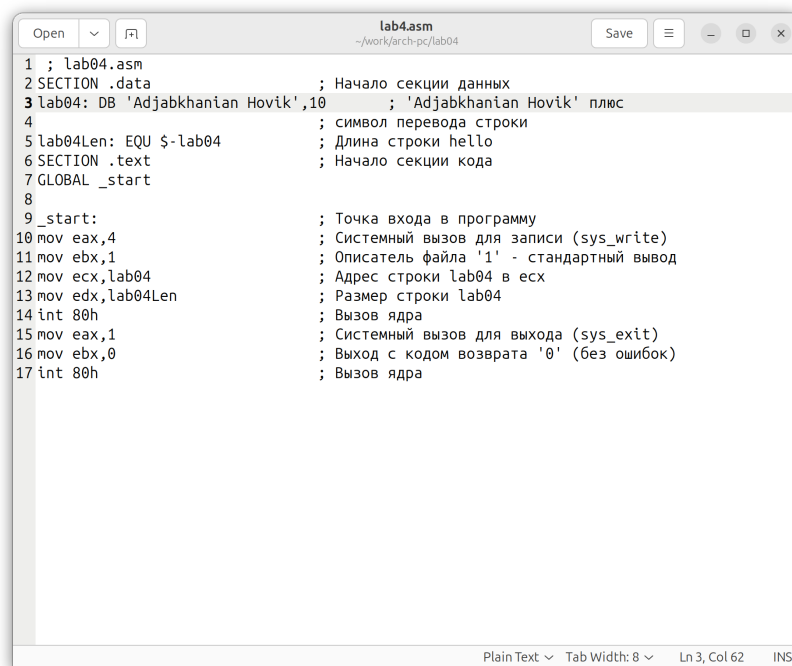 Open
lab4.asm
~/work/arch-pc/lab04
Save
1 ; lab04.asm
2 SECTION .data ; Начало секции данных
3 lab04: DB 'Adjabkhanian Hovik',10 ; 'Adjabkhanian Hovik' плюс
4 ; символ перевода строки
5 lab04Len: EQU $-lab04 ; Длина строки hello
6 SECTION .text ; Начало секции кода
7 GLOBAL _start
8
9 _start: ; Точка входа в программу
10 mov eax,4 ; Системный вызов для записи (sys_write)
11 mov ebx,1 ; Описатель файла '1' - стандартный вывод
12 mov ecx,lab04 ; Адрес строки lab04 в ecx
13 mov edx,lab04Len ; Размер строки lab04
14 int 80h ; Вызов ядра
15 mov eax,1 ; Системный вызов для выхода (sys_exit)
16 mov ebx,0 ; Выход с кодом возврата '0' (без ошибок)
17 int 80h ; Вызов ядра
Plain Text Tab Width: 8 Ln 3, Col 62 INS